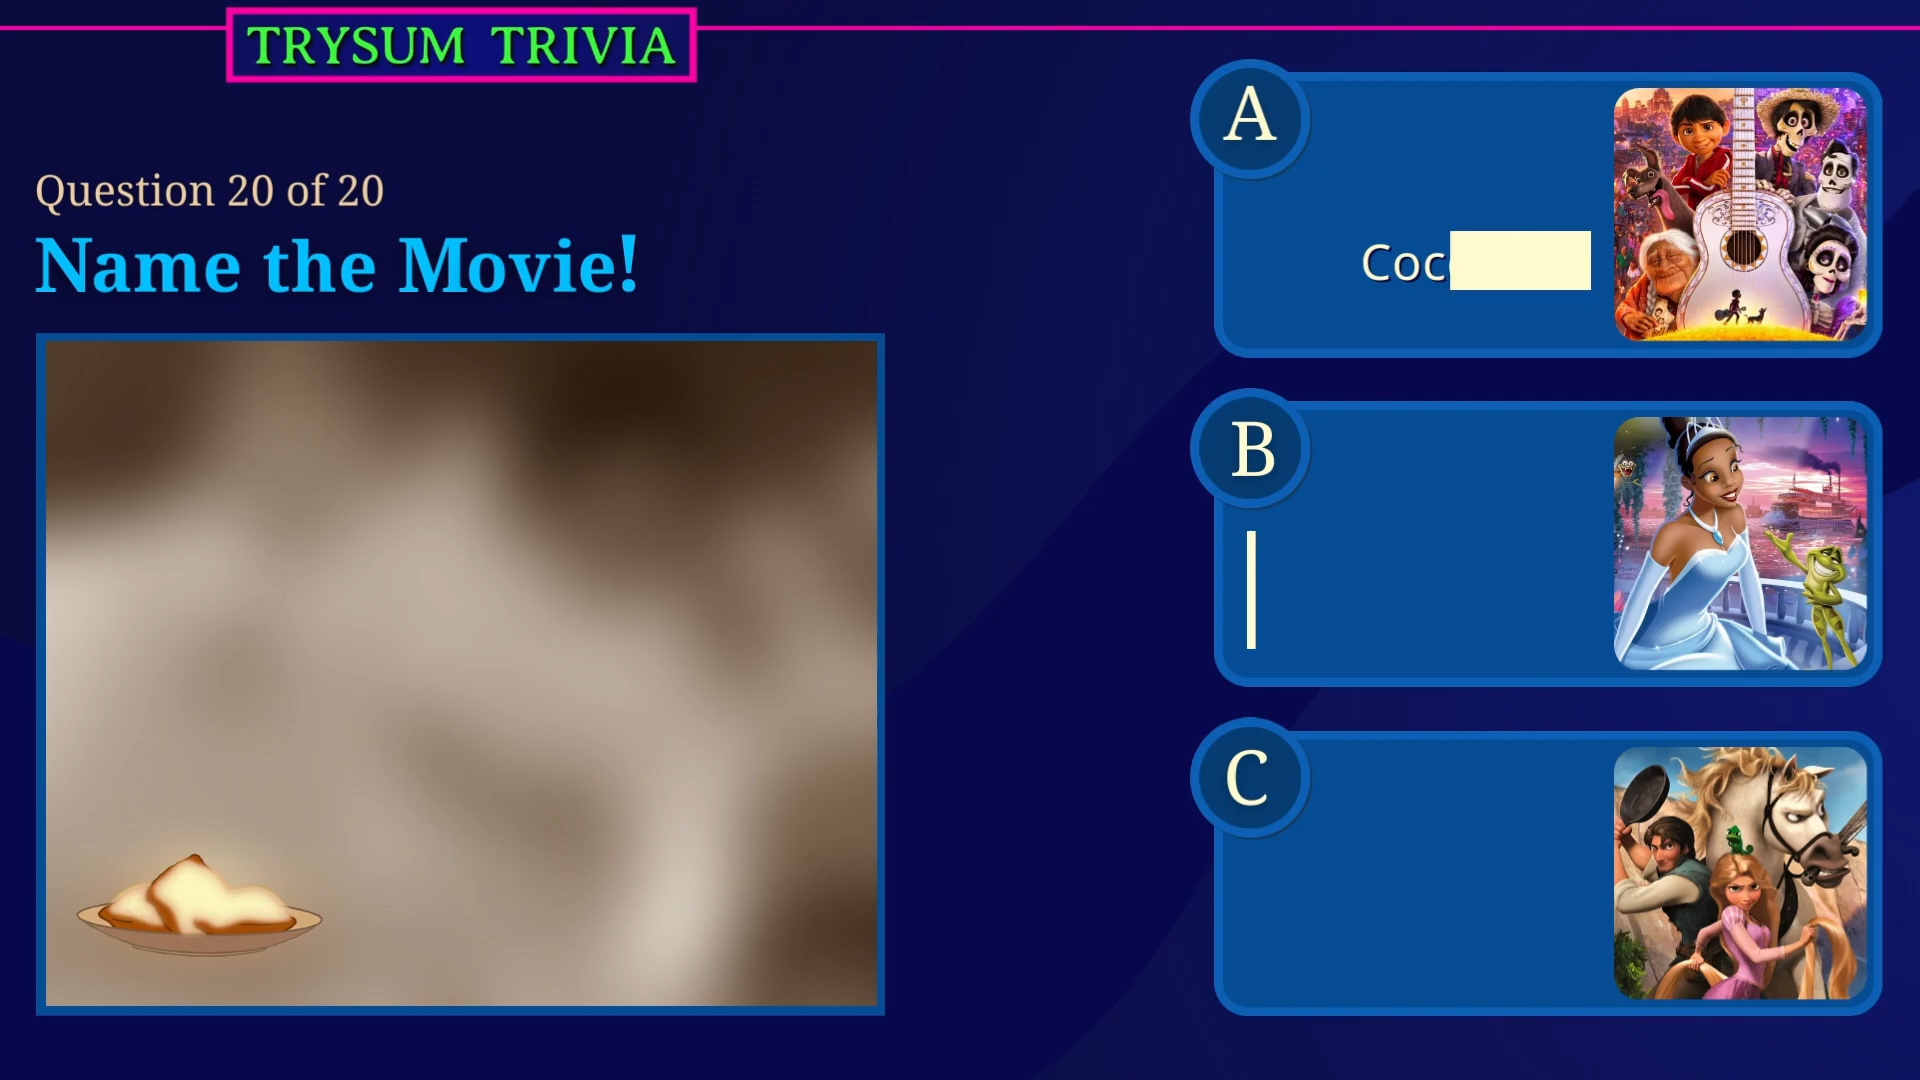 TRYSUM TRIVIA
Question 20 of 20
Name the Movie!
A
Coc
B
C